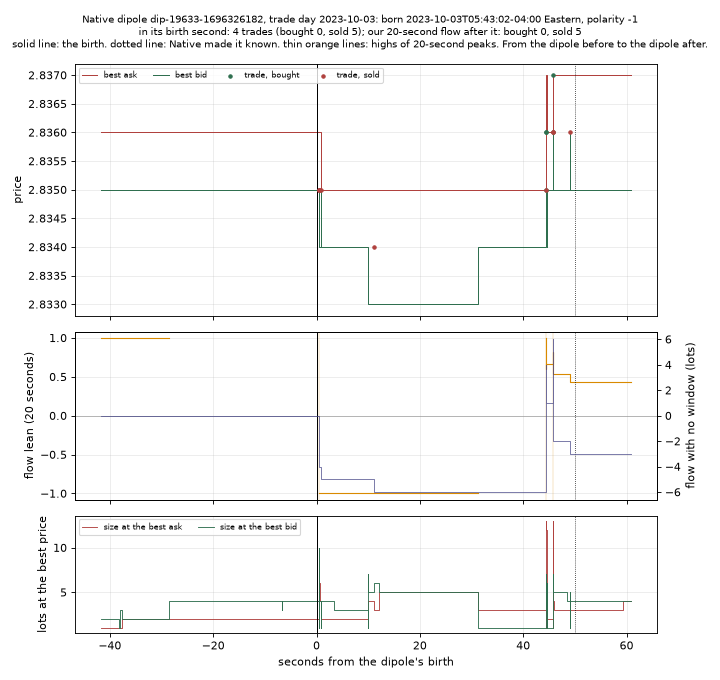 Native dipole dip-19633-1696326182, trade day 2023-10-03: born 2023-10-03T05:43:02-04:00 Eastern, polarity -1
in its birth second: 4 trades (bought 0, sold 5); our 20-second flow after it: bought 0, sold 5
solid line: the birth. dotted line: Native made it known. thin orange lines: highs of 20-second peaks. From the dipole before to the dipole after.
best ask best bid trade, bought trade, sold
2.8370
2.8365
2.8360
2.8355
2.8350
2.8345
2.8340
2.8335
2.8330
price
1.0
0.5
0.0
−0.5
−1.0
flow lean (20 seconds)
6
4
2
0
−2
−4
−6
flow with no window (lots)
size at the best ask size at the best bid
10
5
lots at the best price
−40 −20 0 20 40 60
seconds from the dipole's birth